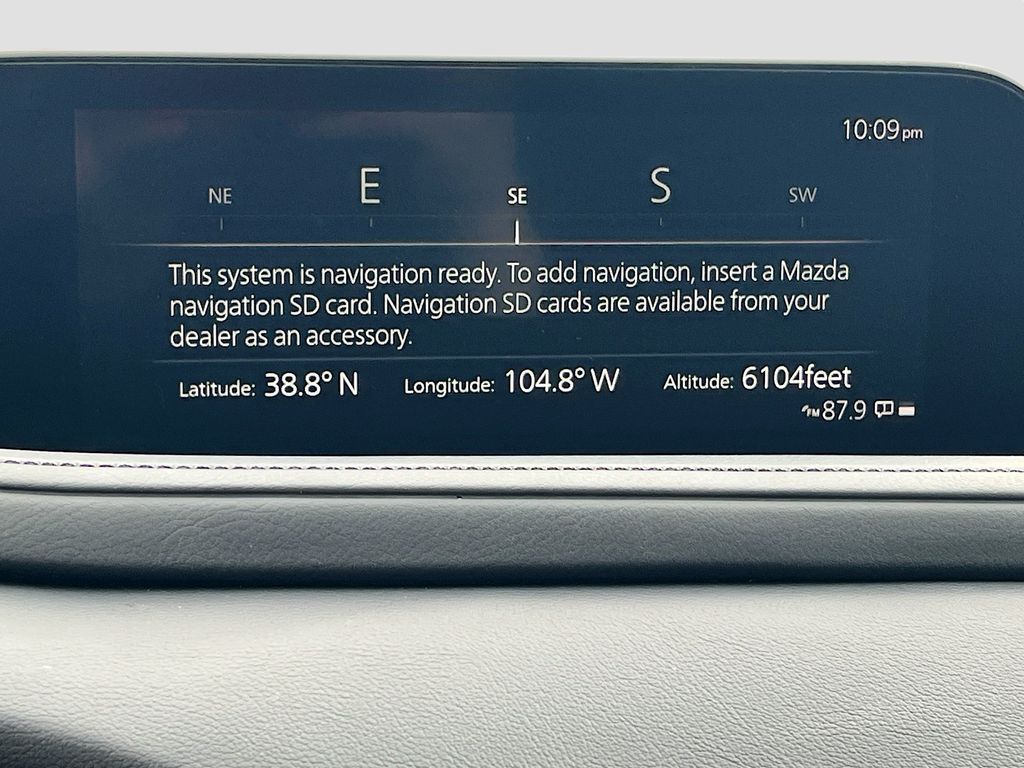 10:09pm
NE E SE S SW
This system is navigation ready. To add navigation, insert a Mazda
navigation SD card. Navigation SD cards are available from your
dealer as an accessory.
Latitude: 38.8° N Longitude: 104.8° W Altitude: 6104feet
FM 87.9